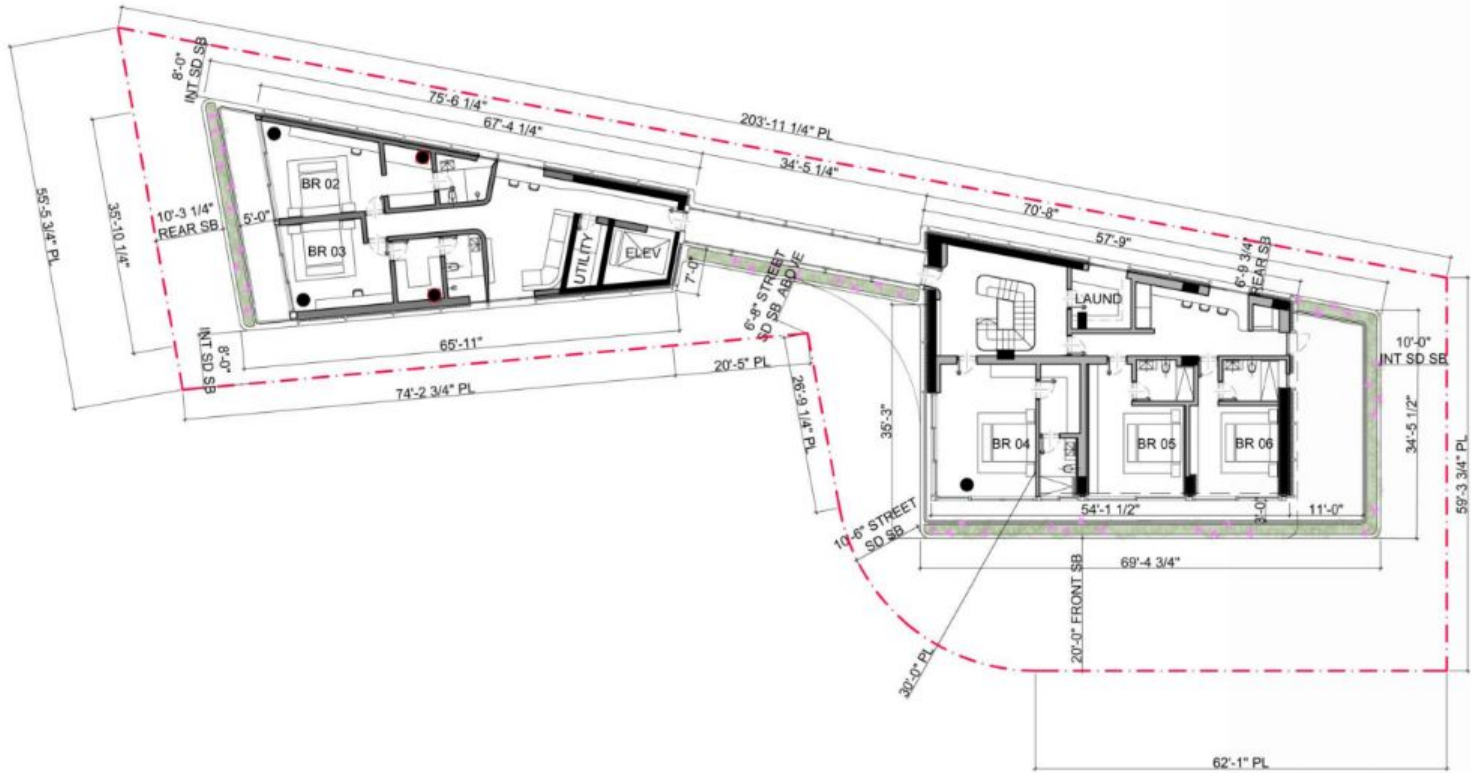 8'-0"
INT SD SB
75'-6 1/4"
67'-4 1/4"
203'-11 1/4" PL
34'-5 1/4"
70'-8"
57'-9"
6'-9 3/4"
REAR SB
55'-5 3/4" PL
35'-10 1/4"
10'-3 1/4"
REAR SB
5'-0"
BR 02
BR 03
UTILITY
ELEV
7'-0"
6'-8" STREET
SD SB ABOVE
LAUND
10'-0"
INT SD SB
8'-0"
INT SD SB
65'-11"
74'-2 3/4" PL
20'-5" PL
26'-9 1/4" PL
35'-3"
BR 04
BR 05
BR 06
34'-5 1/2"
59'-3 3/4" PL
54'-1 1/2"
3'-0"
11'-0"
10'-6" STREET
SD SB
69'-4 3/4"
20'-0" FRONT SB
30'-0" PL
62'-1" PL